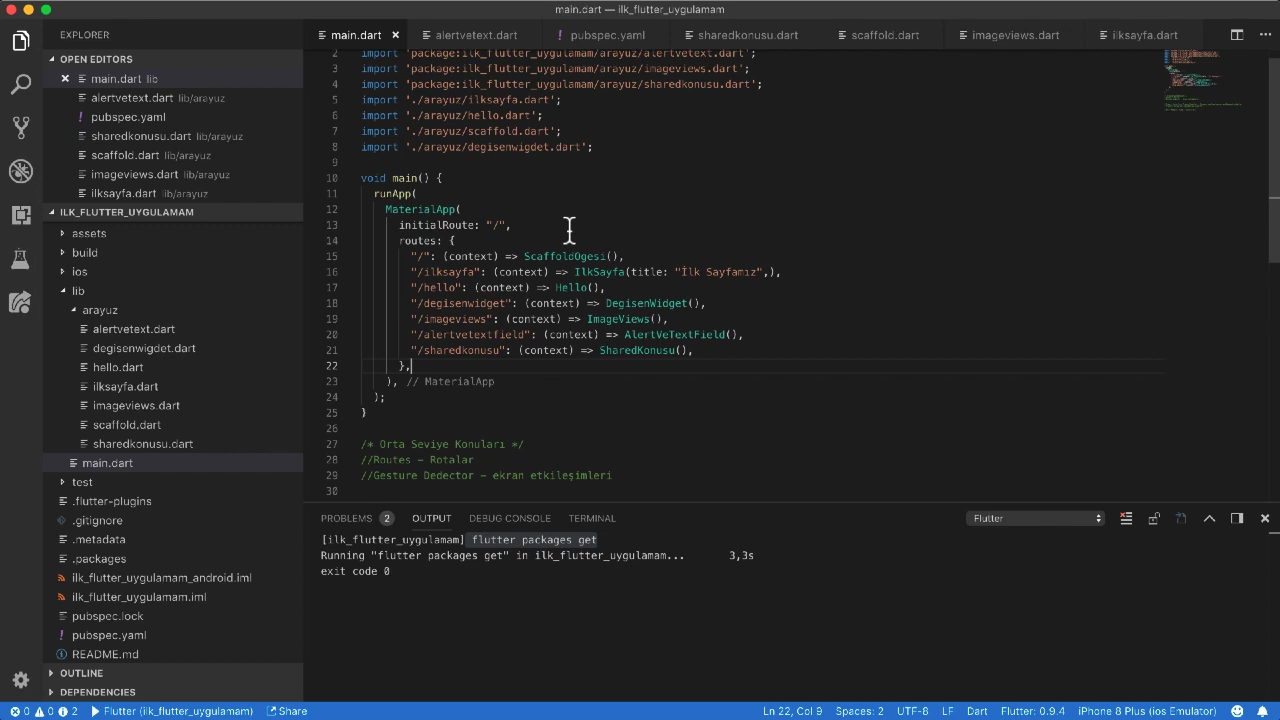 main.dart — ilk_flutter_uygulamam
EXPLORER
OPEN EDITORS
main.dart lib
alertvetext.dart lib/arayuz
pubspec.yaml
sharedkonusu.dart lib/arayuz
scaffold.dart lib/arayuz
imageviews.dart lib/arayuz
ilksayfa.dart lib/arayuz
ILK_FLUTTER_UYGULAMAM
assets
build
ios
lib
arayuz
alertvetext.dart
degisenwigdet.dart
hello.dart
ilksayfa.dart
imageviews.dart
scaffold.dart
sharedkonusu.dart
main.dart
test
.flutter-plugins
.gitignore
.metadata
.packages
ilk_flutter_uygulamam_android.iml
ilk_flutter_uygulamam.iml
pubspec.lock
pubspec.yaml
README.md
OUTLINE
DEPENDENCIES
main.dart alertvetext.dart pubspec.yaml sharedkonusu.dart scaffold.dart imageviews.dart ilksayfa.dart
2 import 'package:ilk_flutter_uygulamam/arayuz/alertvetext.dart';
3 import 'package:ilk_flutter_uygulamam/arayuz/imageviews.dart';
4 import 'package:ilk_flutter_uygulamam/arayuz/sharedkonusu.dart';
5 import './arayuz/ilksayfa.dart';
6 import './arayuz/hello.dart';
7 import './arayuz/scaffold.dart';
8 import './arayuz/degisenwigdet.dart';
9
10 void main() {
11 runApp(
12 MaterialApp(
13 initialRoute: "/",
14 routes: {
15 "/": (context) => ScaffoldOgesi(),
16 "/ilksayfa": (context) => IlkSayfa(title: "İlk Sayfamız",),
17 "/hello": (context) => Hello(),
18 "/degisenwidget": (context) => DegisenWidget(),
19 "/imageviews": (context) => ImageViews(),
20 "/alertvetextfield": (context) => AlertVeTextField(),
21 "/sharedkonusu": (context) => SharedKonusu(),
22 },
23 ), // MaterialApp
24 );
25 }
26
27 /* Orta Seviye Konuları */
28 //Routes - Rotalar
29 //Gesture Dedector - ekran etkileşimleri
30
PROBLEMS 2 OUTPUT DEBUG CONSOLE TERMINAL Flutter
[ilk_flutter_uygulamam] flutter packages get
Running "flutter packages get" in ilk_flutter_uygulamam... 3,3s
exit code 0
0 0 2 Flutter (ilk_flutter_uygulamam) Share Ln 22, Col 9 Spaces: 2 UTF-8 LF Dart Flutter: 0.9.4 iPhone 8 Plus (ios Emulator)